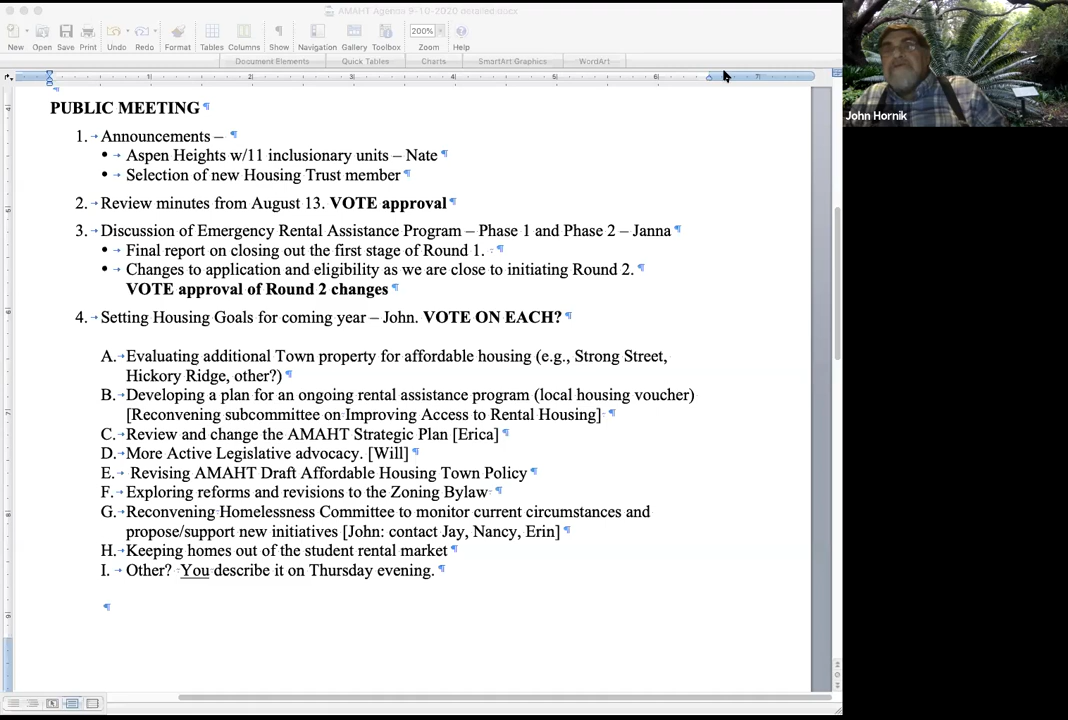 AMAHT Agenda 9-10-2020 detailed.docx
New Open Save Print Undo Redo Format Tables Columns Show Navigation Gallery Toolbox Zoom Help
200%
Document Elements Quick Tables Charts SmartArt Graphics WordArt
PUBLIC MEETING
1. Announcements –
• Aspen Heights w/11 inclusionary units – Nate
• Selection of new Housing Trust member
2. Review minutes from August 13. VOTE approval
3. Discussion of Emergency Rental Assistance Program – Phase 1 and Phase 2 – Janna
• Final report on closing out the first stage of Round 1.
• Changes to application and eligibility as we are close to initiating Round 2.
VOTE approval of Round 2 changes
4. Setting Housing Goals for coming year – John. VOTE ON EACH?
A. Evaluating additional Town property for affordable housing (e.g., Strong Street,
Hickory Ridge, other?)
B. Developing a plan for an ongoing rental assistance program (local housing voucher)
[Reconvening subcommittee on Improving Access to Rental Housing]
C. Review and change the AMAHT Strategic Plan [Erica]
D. More Active Legislative advocacy. [Will]
E. Revising AMAHT Draft Affordable Housing Town Policy
F. Exploring reforms and revisions to the Zoning Bylaw
G. Reconvening Homelessness Committee to monitor current circumstances and
propose/support new initiatives [John: contact Jay, Nancy, Erin]
H. Keeping homes out of the student rental market
I. Other? You describe it on Thursday evening.
John Hornik